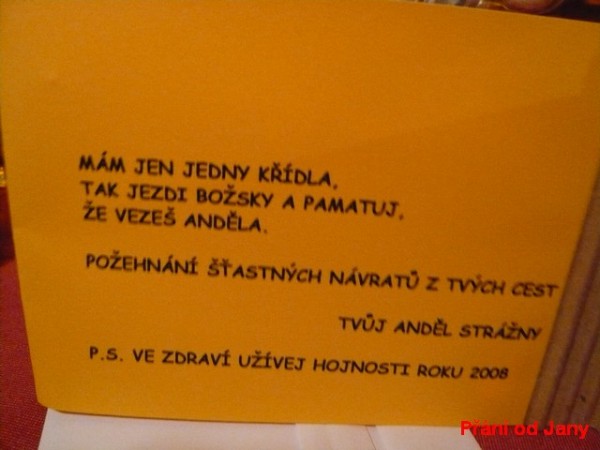 MÁM JEN JEDNY KŘÍDLA,
TAK JEZDI BOŽSKY A PAMATUJ,
ŽE VEZEŠ ANDĚLA.
POŽEHNÁNÍ ŠŤASTNÝCH NÁVRATŮ Z TVÝCH CEST
TVŮJ ANDĚL STRÁŽNY
P.S. VE ZDRAVÍ UŽÍVEJ HOJNOSTI ROKU 2008
Přání od Jany